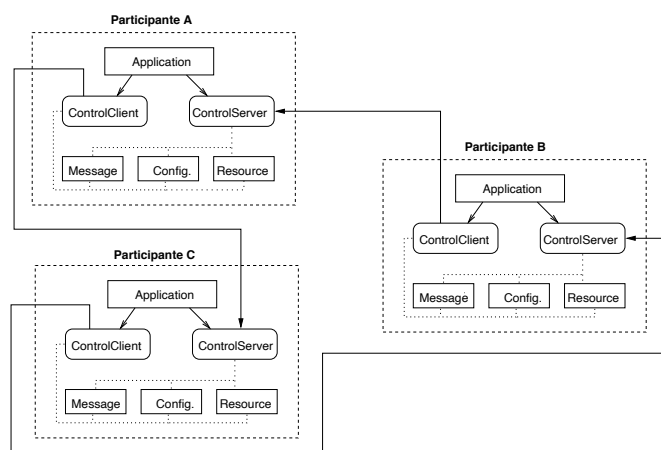 Participante A
Application
ControlClient
ControlServer
Message
Config.
Resource
Participante B
Application
ControlClient
ControlServer
Message
Config.
Resource
Participante C
Application
ControlClient
ControlServer
Message
Config.
Resource